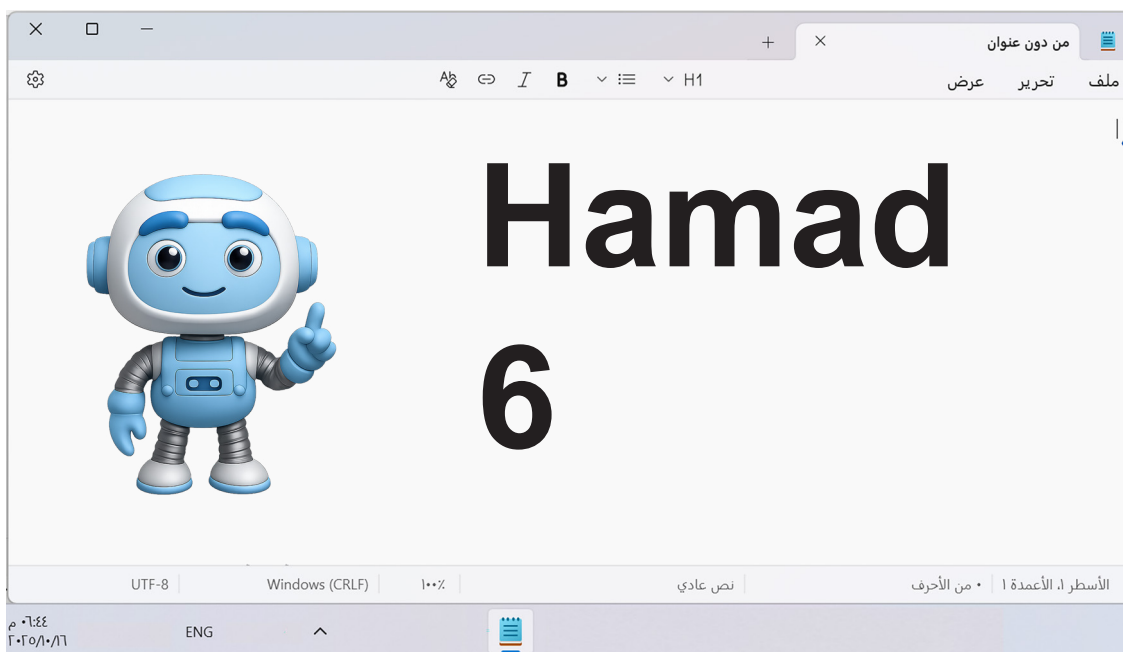 من دون عنوان
ملف تحرير عرض
H1 B I
Hamad
6
الأسطر ١، الأعمدة ١ ٠ من الأحرف نص عادي ١٠٠٪ Windows (CRLF) UTF-8
ENG ٠٦:٤٤ م
٢٠٢٥/١٠/١٦